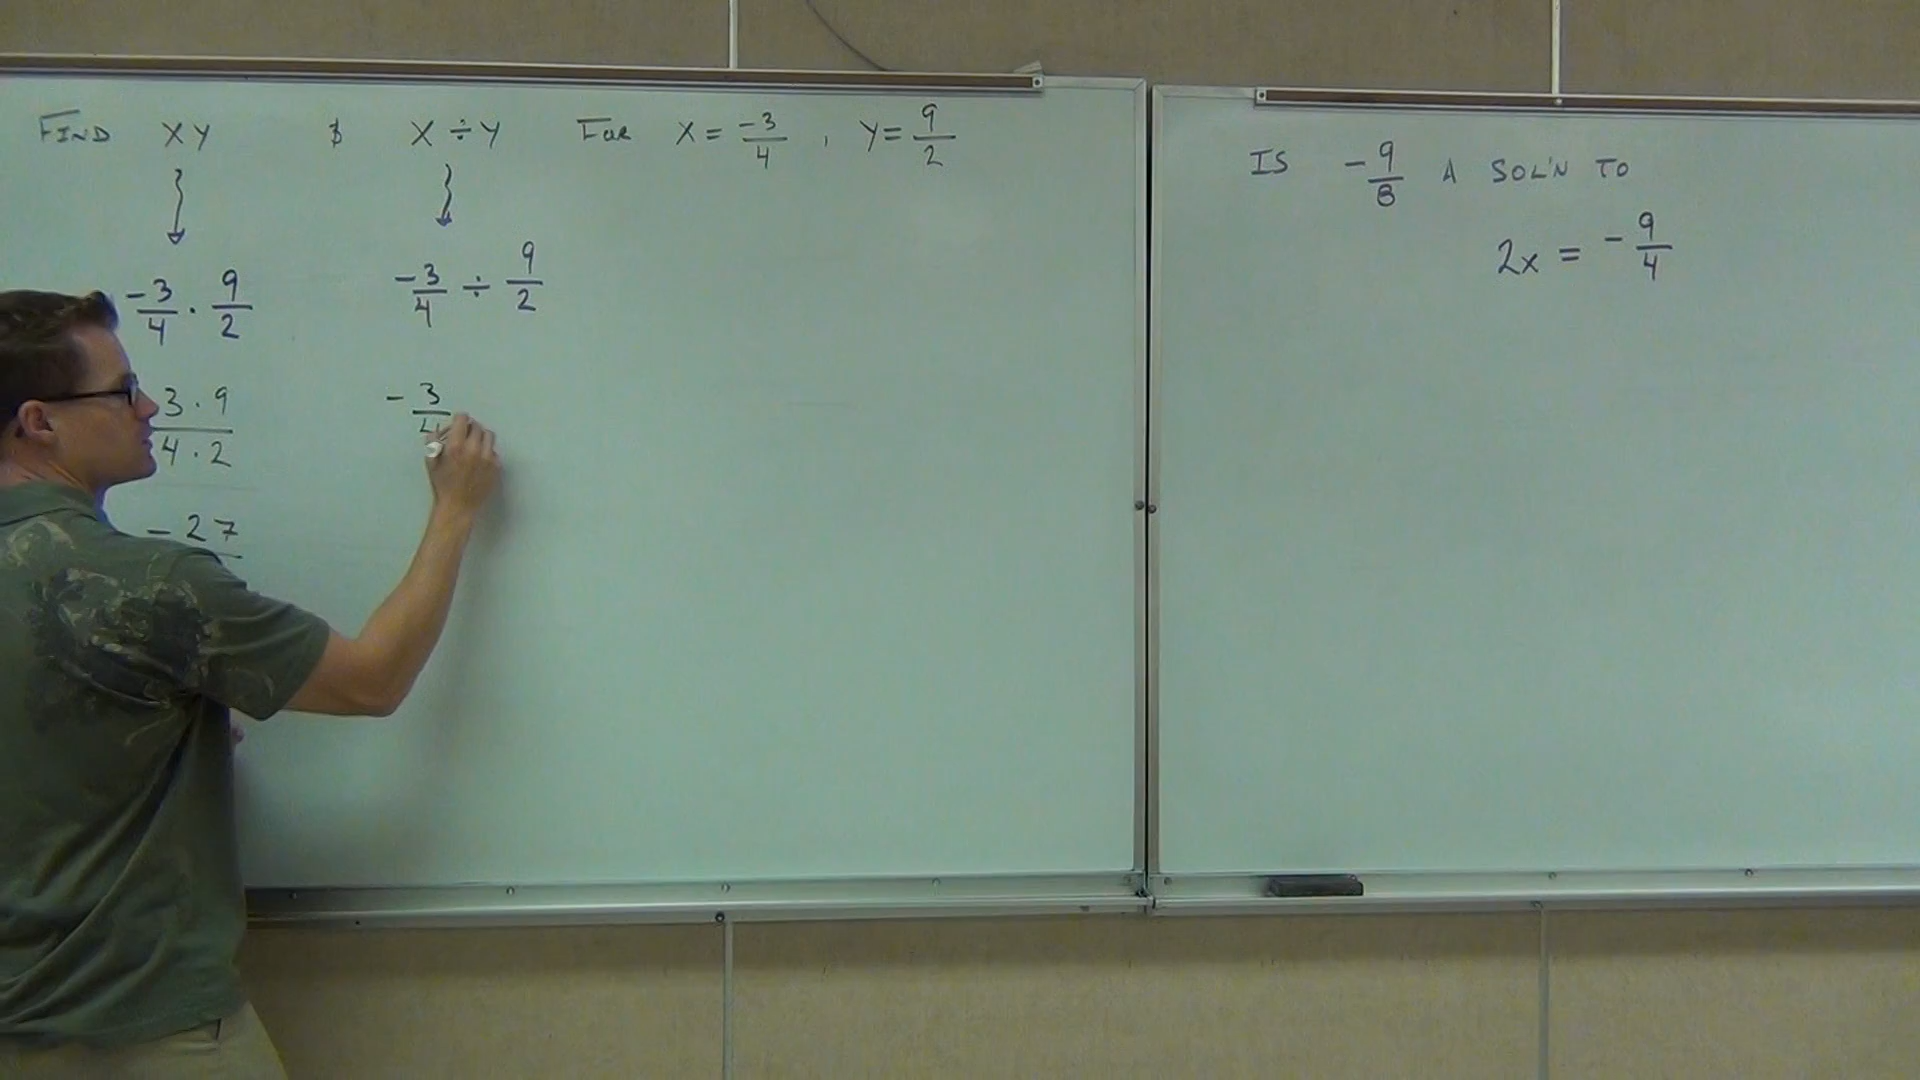 FIND XY & X ÷ Y FOR X = -3/4 , Y = 9/2
-3/4 · 9/2
-3/4 ÷ 9/2
3 · 9
4 · 2
- 3/4
- 27
IS -9/8 A SOL'N TO
2x = -9/4